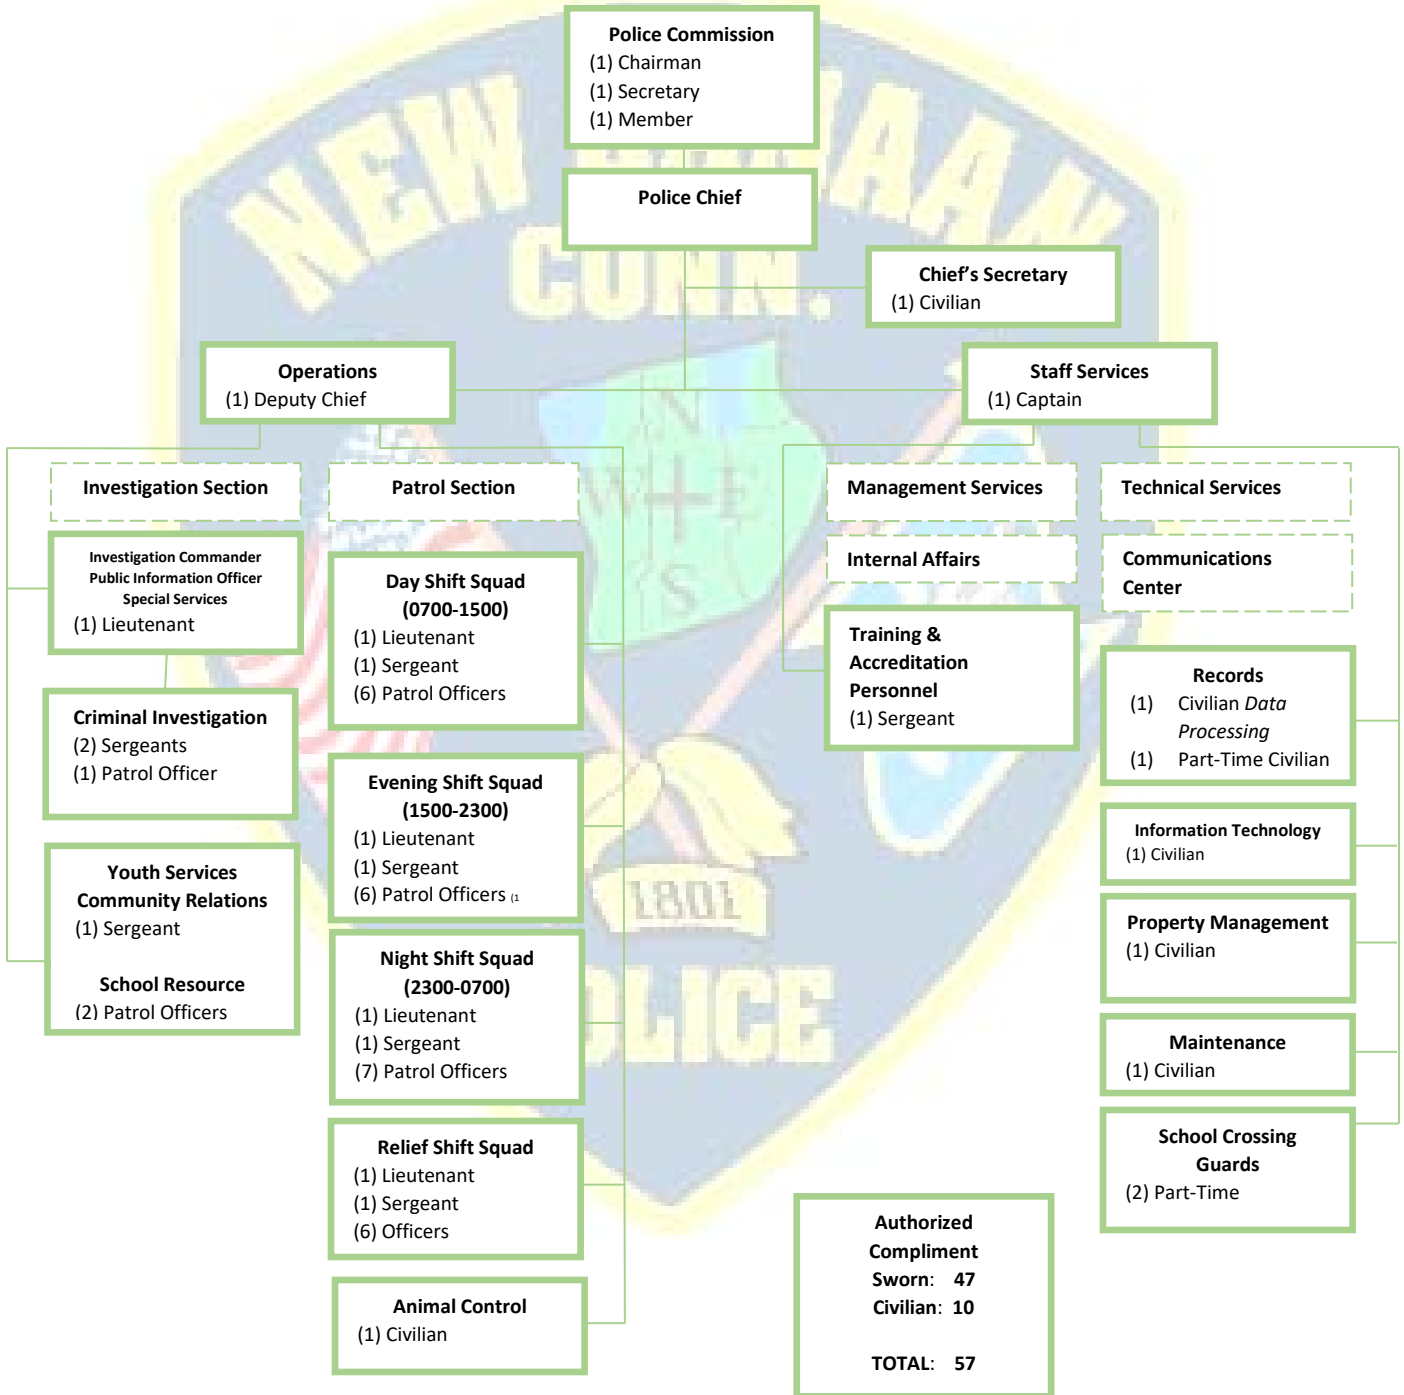 Police Commission
(1) Chairman
(1) Secretary
(1) Member
Police Chief
Chief's Secretary
(1) Civilian
Operations
(1) Deputy Chief
Staff Services
(1) Captain
Investigation Section
Investigation Commander
Public Information Officer
Special Services
(1) Lieutenant
Criminal Investigation
(2) Sergeants
(1) Patrol Officer
Youth Services
Community Relations
(1) Sergeant
School Resource
(2) Patrol Officers
Patrol Section
Day Shift Squad
(0700-1500)
(1) Lieutenant
(1) Sergeant
(6) Patrol Officers
Evening Shift Squad
(1500-2300)
(1) Lieutenant
(1) Sergeant
(6) Patrol Officers (1
Night Shift Squad
(2300-0700)
(1) Lieutenant
(1) Sergeant
(7) Patrol Officers
Relief Shift Squad
(1) Lieutenant
(1) Sergeant
(6) Officers
Animal Control
(1) Civilian
Management Services
Internal Affairs
Training &
Accreditation
Personnel
(1) Sergeant
Technical Services
Communications
Center
Records
(1) Civilian Data
Processing
(1) Part-Time Civilian
Information Technology
(1) Civilian
Property Management
(1) Civilian
Maintenance
(1) Civilian
School Crossing
Guards
(2) Part-Time
Authorized
Compliment
Sworn: 47
Civilian: 10
TOTAL: 57
NEW
CONN.
N
W E
S
1801